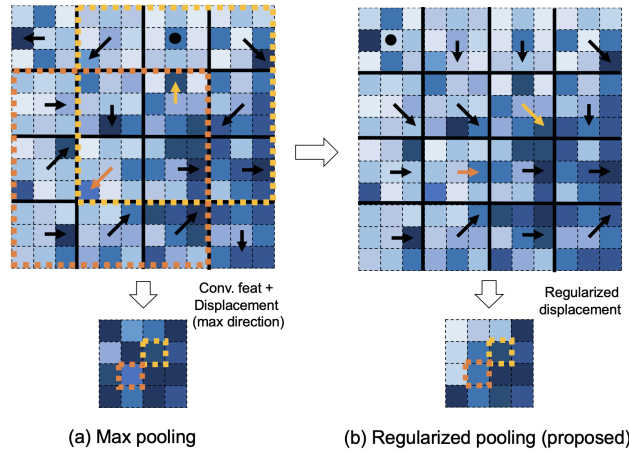 Conv. feat +
Displacement
(max direction)
Regularized
displacement
(a) Max pooling
(b) Regularized pooling (proposed)